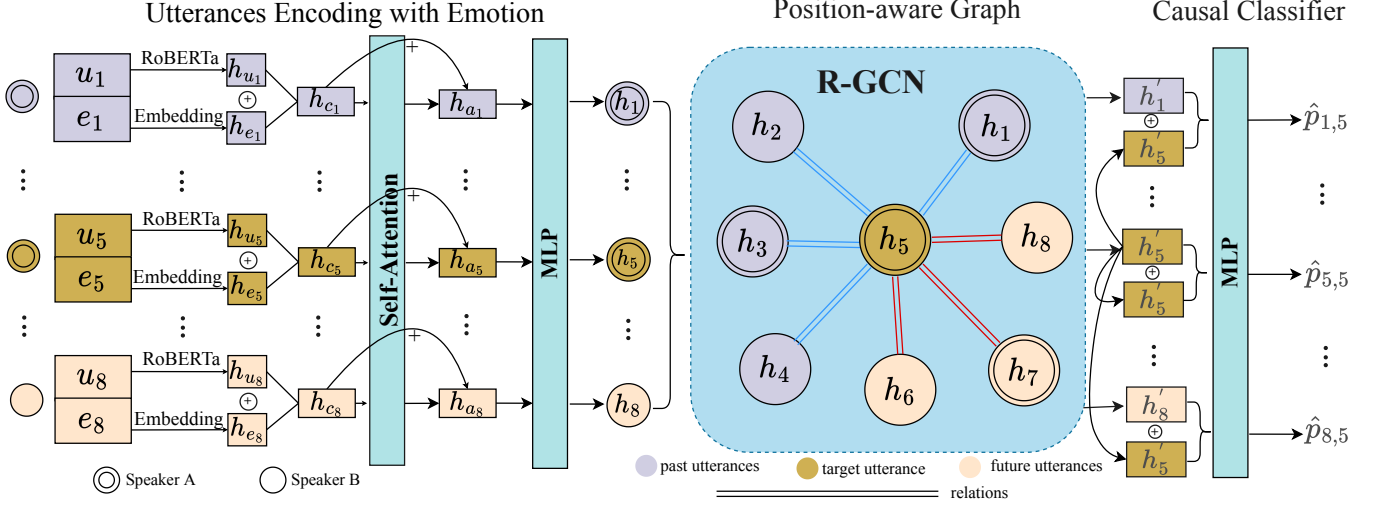 Utterances Encoding with Emotion
Position-aware Graph
Causal Classifier
u1
e1
RoBERTa
Embedding
hu1
⊕
he1
hc1
+
ha1
h1
⋮ ⋮ ⋮ ⋮ ⋮ ⋮
u5
e5
RoBERTa
Embedding
hu5
⊕
he5
hc5
+
ha5
h5
⋮ ⋮ ⋮ ⋮ ⋮
u8
e8
RoBERTa
Embedding
hu8
⊕
he8
hc8
+
ha8
h8
Self-Attention
MLP
Speaker A
Speaker B
R-GCN
h2
h1
h3
h5
h8
h4
h6
h7
past utterances
target utterance
future utterances
relations
h′1
⊕
h′5
⋮
h′5
⊕
h′5
⋮
h′8
⊕
h′5
MLP
p̂1,5
⋮
p̂5,5
⋮
p̂8,5